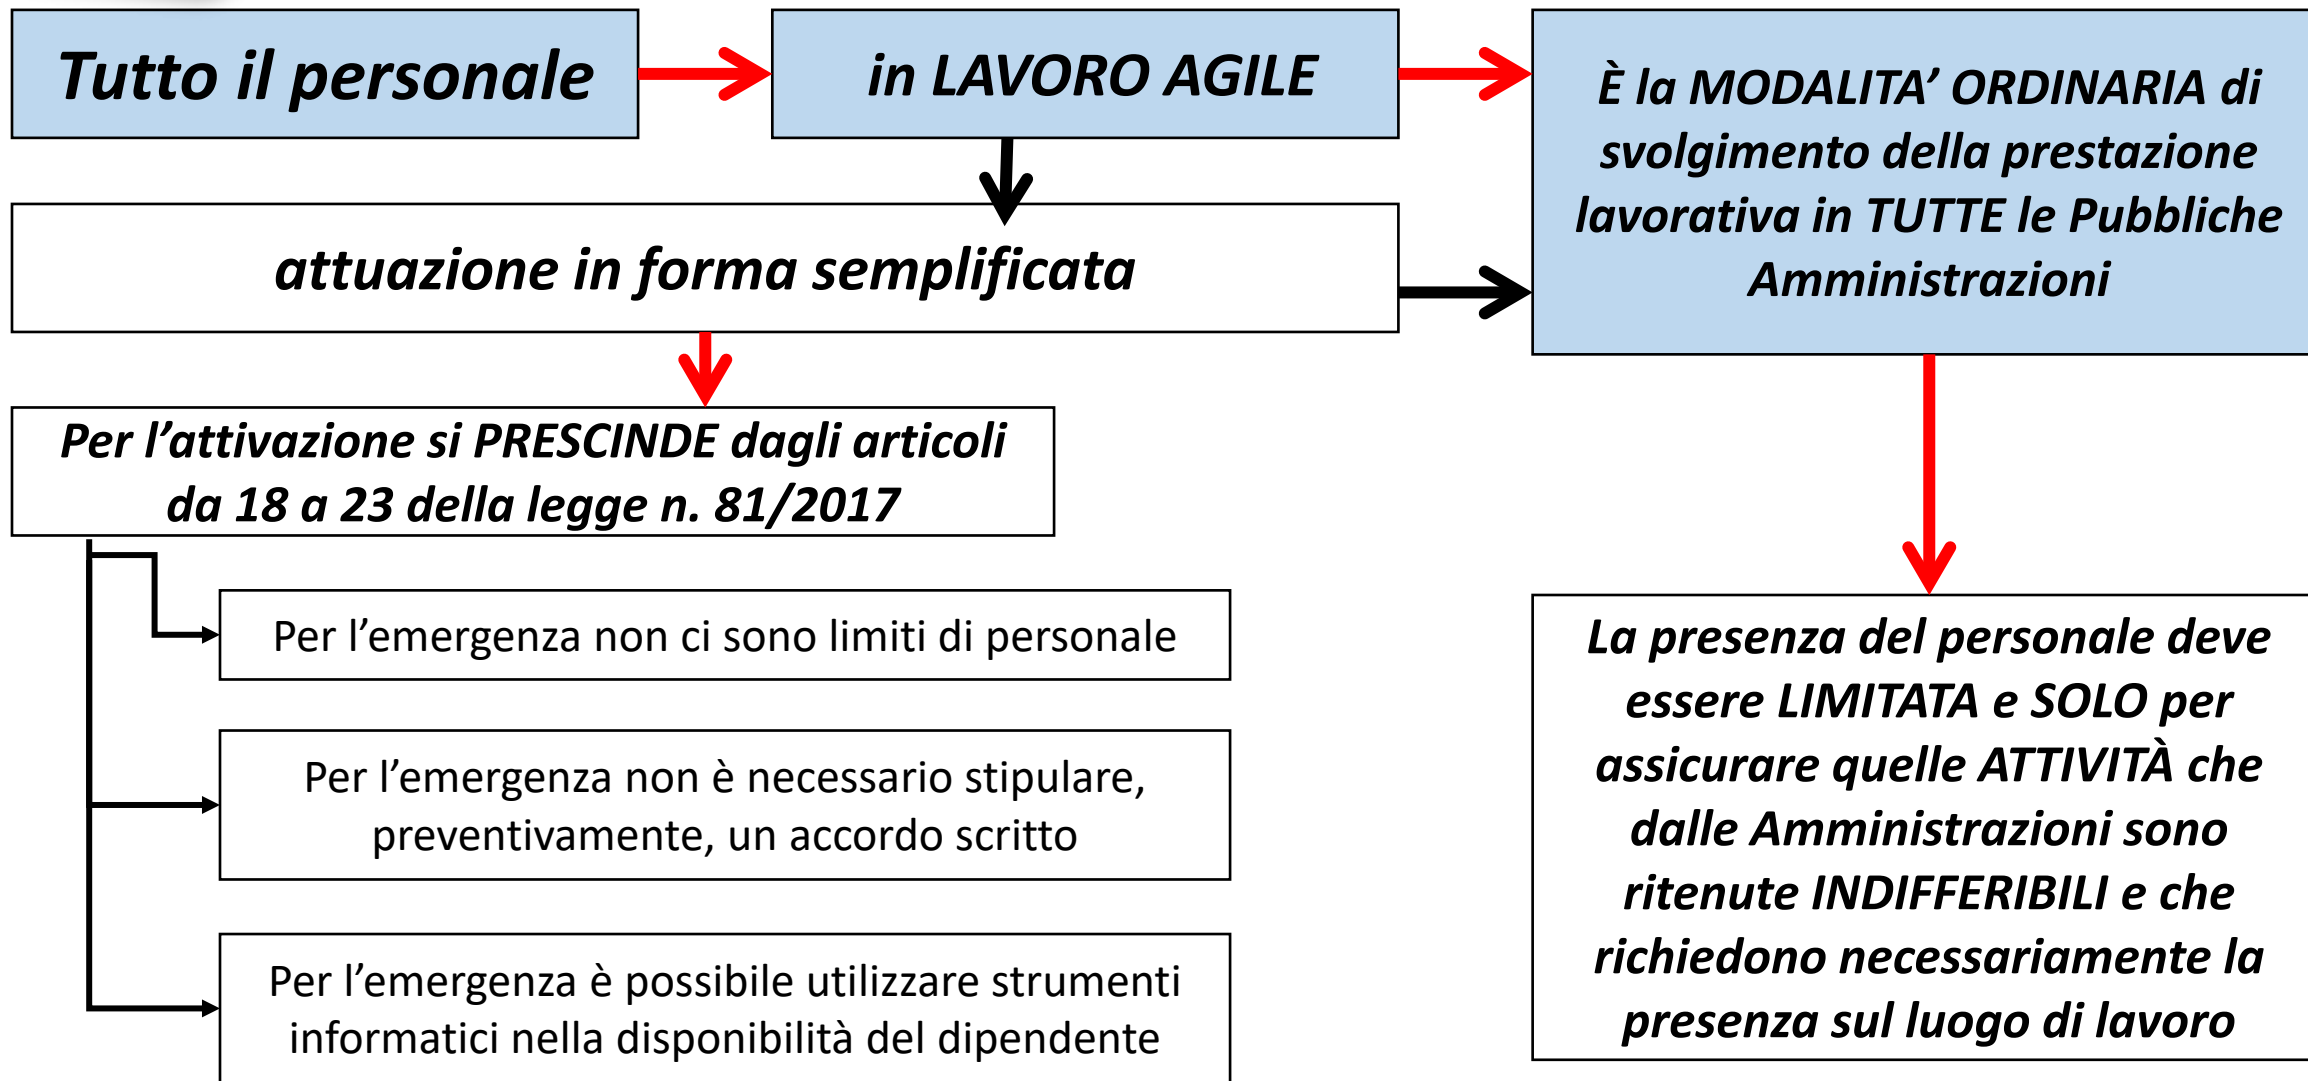 Tutto il personale
in LAVORO AGILE
È la MODALITA’ ORDINARIA di
svolgimento della prestazione
lavorativa in TUTTE le Pubbliche
Amministrazioni
attuazione in forma semplificata
Per l’attivazione si PRESCINDE dagli articoli
da 18 a 23 della legge n. 81/2017
Per l’emergenza non ci sono limiti di personale
Per l’emergenza non è necessario stipulare,
preventivamente, un accordo scritto
Per l’emergenza è possibile utilizzare strumenti
informatici nella disponibilità del dipendente
La presenza del personale deve
essere LIMITATA e SOLO per
assicurare quelle ATTIVITÀ che
dalle Amministrazioni sono
ritenute INDIFFERIBILI e che
richiedono necessariamente la
presenza sul luogo di lavoro